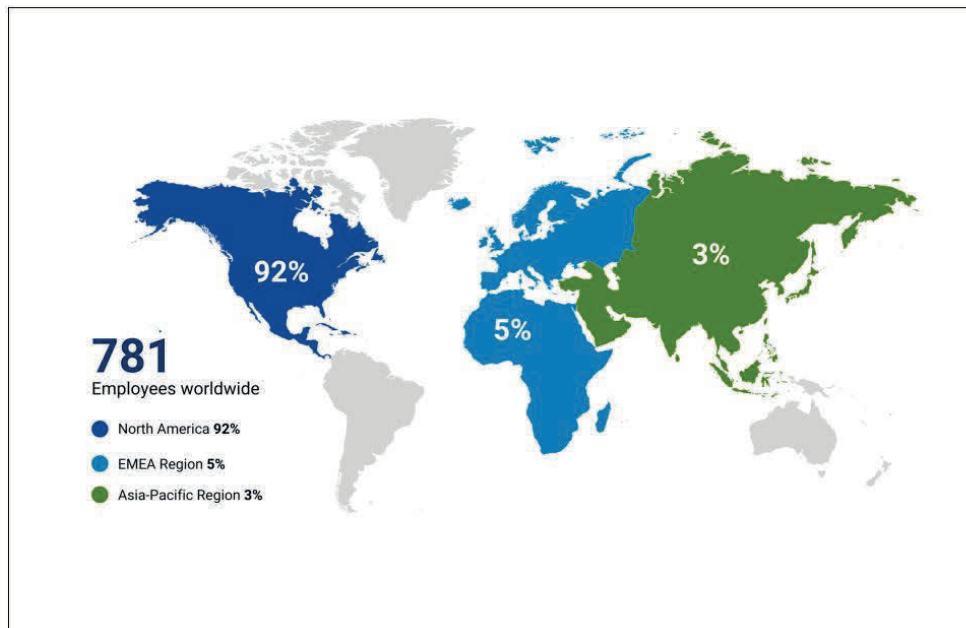 92%
3%
5%
781
Employees worldwide
North America 92%
EMEA Region 5%
Asia-Pacific Region 3%